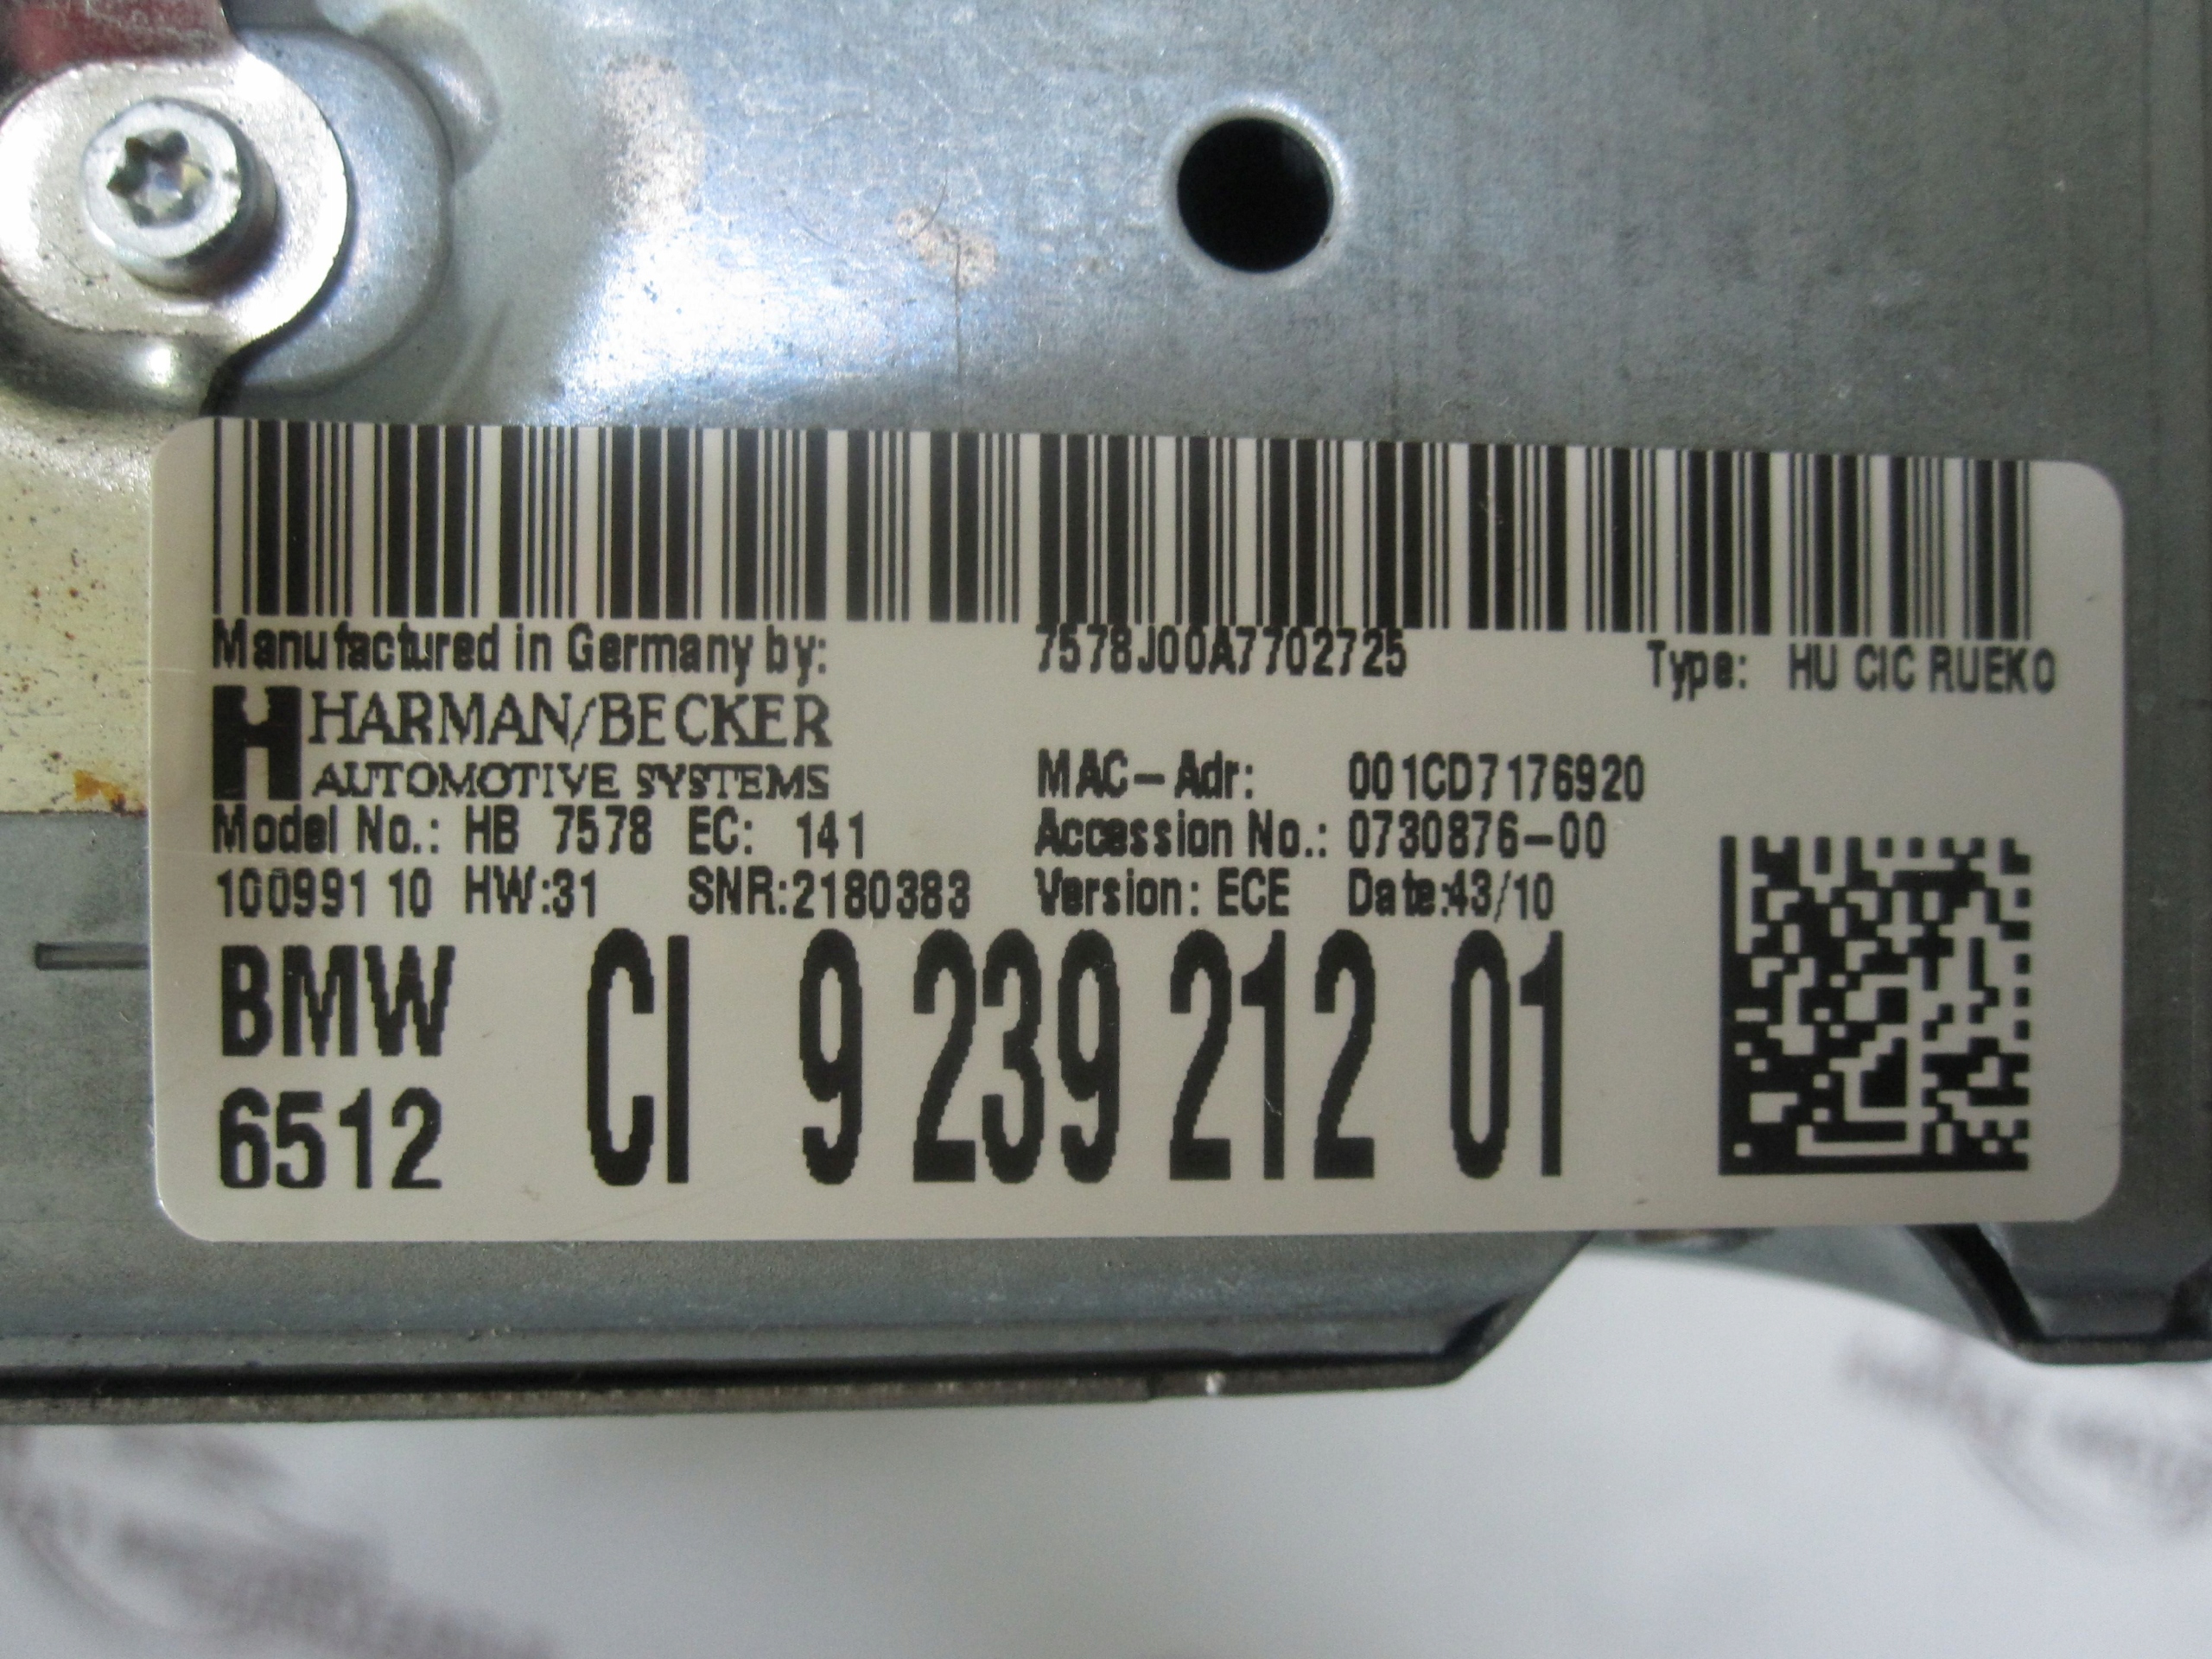 Manufactured in Germany by: 7578J00A7702725 Type: HU CIC RUEKO
HARMAN/BECKER
AUTOMOTIVE SYSTEMS MAC-Adr: 001CD7176920
Model No.: HB 7578 EC: 141 Accession No.: 0730876-00
10099110 HW:31 SNR:2180383 Version: ECE Date:43/10
BMW CI 9 239 212 01
6512